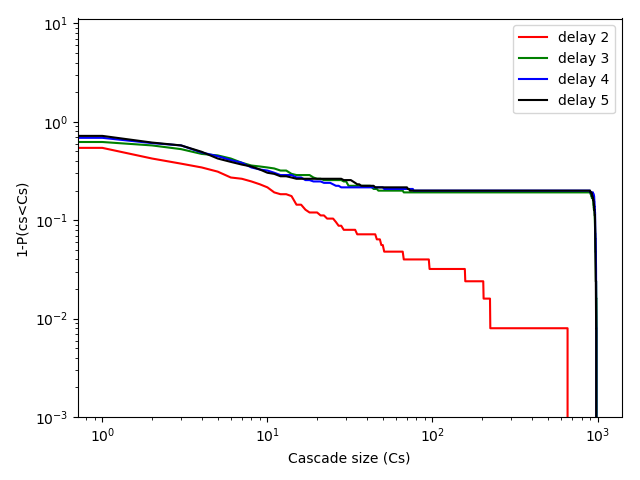 delay 2
delay 3
delay 4
delay 5
10¹
10⁰
10⁻¹
10⁻²
10⁻³
1-P(cs<Cs)
10⁰ 10¹ 10² 10³
Cascade size (Cs)